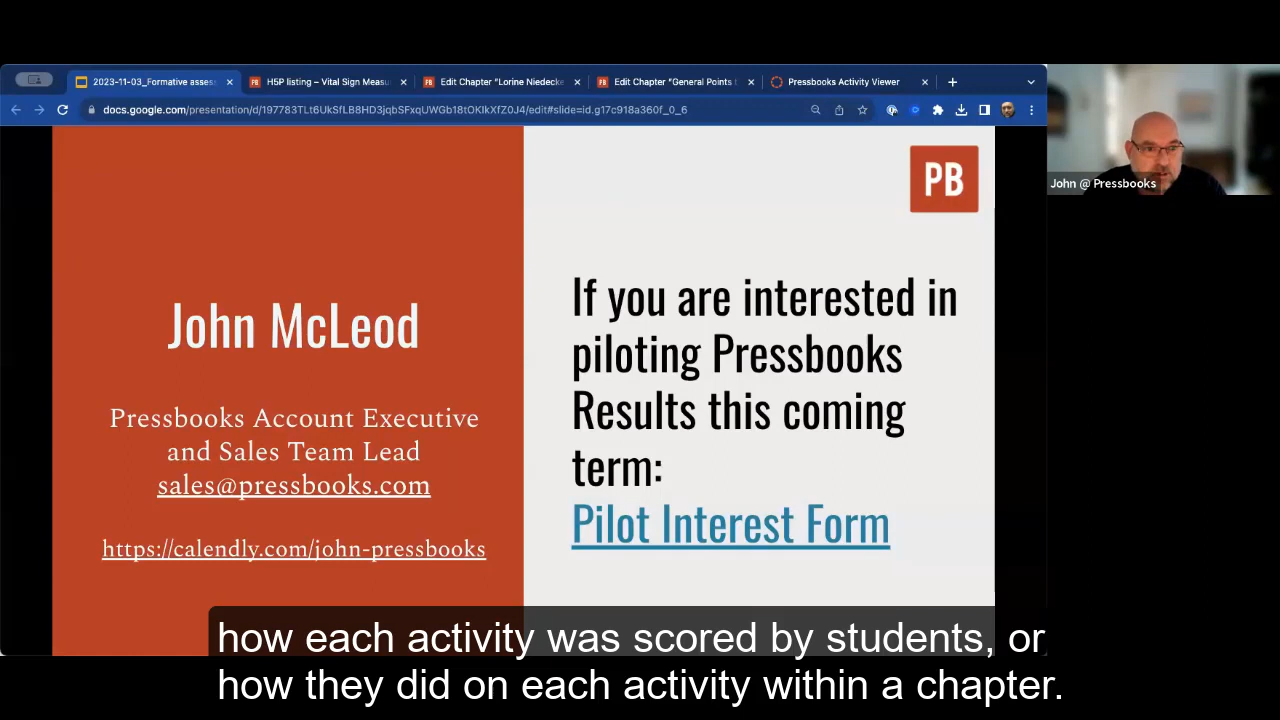 2023-11-03_Formative asses
H5P listing – Vital Sign Measu
Edit Chapter “Lorine Niedecke
Edit Chapter “General Points
Pressbooks Activity Viewer
docs.google.com/presentation/d/197783TLt6UkSfLB8HD3jqbSFxqUWGb18tOKIkXfZ0J4/edit#slide=id.g17c918a360f_0_6
PB
John @ Pressbooks
John McLeod
Pressbooks Account Executive
and Sales Team Lead
sales@pressbooks.com
https://calendly.com/john-pressbooks
If you are interested in
piloting Pressbooks
Results this coming
term:
Pilot Interest Form
how each activity was scored by students, or
how they did on each activity within a chapter.